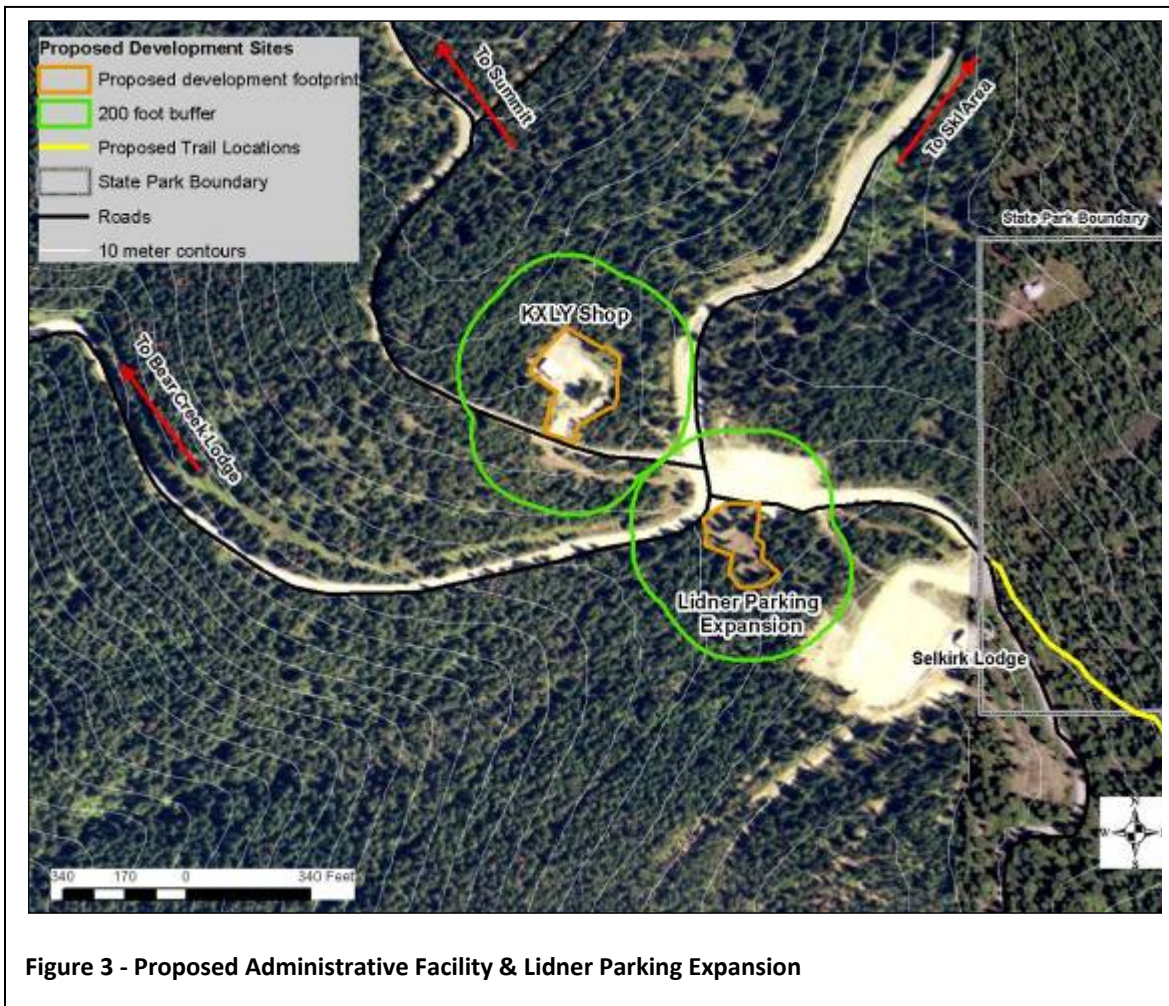 Proposed Development Sites
Proposed development footprint
200 foot buffer
Proposed Trail Locations
State Park Boundary
Roads
10 meter contours
To Summit
To Ski Area
State Park Boundary
KXLY Shop
To Bear Creek Lodge
Lidner Parking
Expansion
Selkirk Lodge
N
W
S
340 170 0 340 Feet
Figure 3 - Proposed Administrative Facility & Lidner Parking Expansion